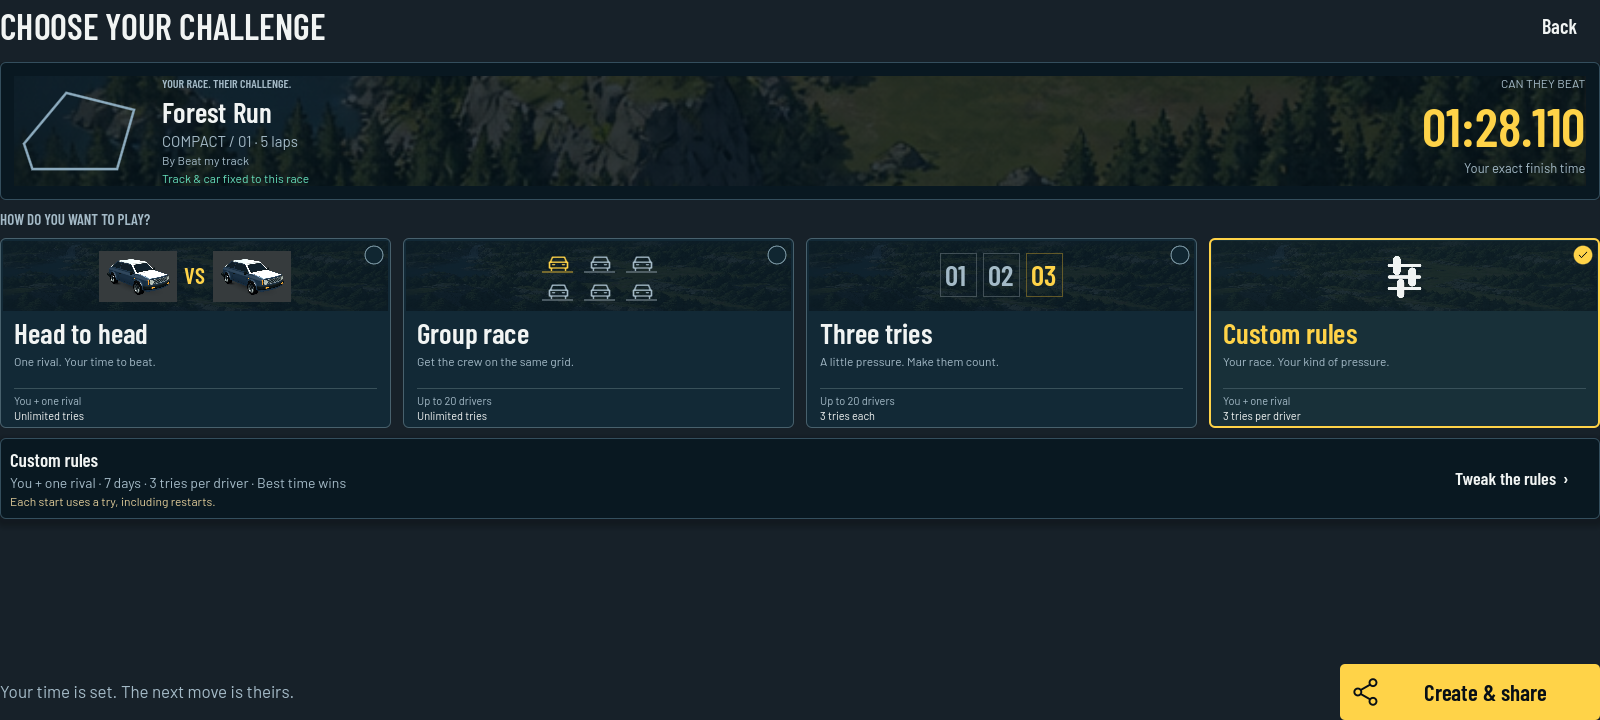 CHOOSE YOUR CHALLENGE
Back
YOUR RACE. THEIR CHALLENGE.
Forest Run
COMPACT / 01 · 5 laps
By Beat my track
Track & car fixed to this race
CAN THEY BEAT
01:28.110
Your exact finish time
HOW DO YOU WANT TO PLAY?
VS
Head to head
One rival. Your time to beat.
You + one rival
Unlimited tries
Group race
Get the crew on the same grid.
Up to 20 drivers
Unlimited tries
01 02 03
Three tries
A little pressure. Make them count.
Up to 20 drivers
3 tries each
Custom rules
Your race. Your kind of pressure.
You + one rival
3 tries per driver
Custom rules
You + one rival · 7 days · 3 tries per driver · Best time wins
Each start uses a try, including restarts.
Tweak the rules ›
Your time is set. The next move is theirs.
Create & share